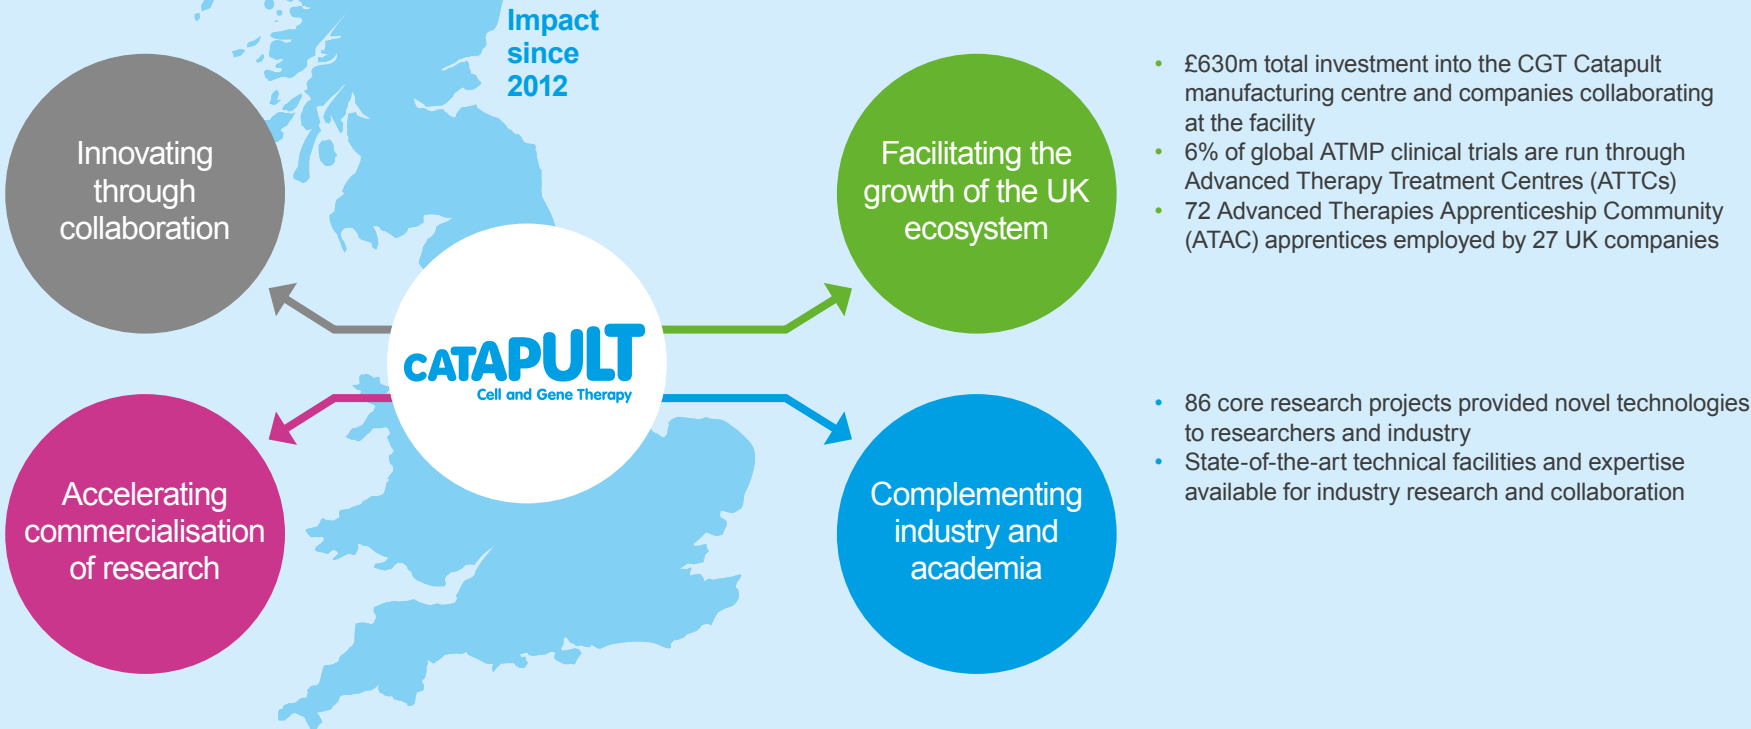 Impact
since
2012
Innovating
through
collaboration
Facilitating the
growth of the UK
ecosystem
• £630m total investment into the CGT Catapult
manufacturing centre and companies collaborating
at the facility
• 6% of global ATMP clinical trials are run through
Advanced Therapy Treatment Centres (ATTCs)
• 72 Advanced Therapies Apprenticeship Community
(ATAC) apprentices employed by 27 UK companies
CATAPULT
Cell and Gene Therapy
Accelerating
commercialisation
of research
Complementing
industry and
academia
• 86 core research projects provided novel technologies
to researchers and industry
• State-of-the-art technical facilities and expertise
available for industry research and collaboration